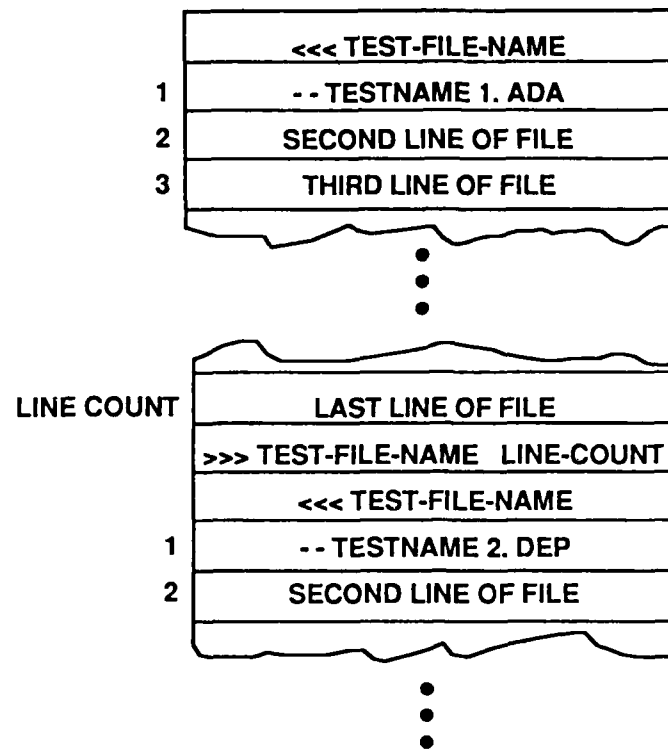 <<< TEST-FILE-NAME
1 - - TESTNAME 1. ADA
2 SECOND LINE OF FILE
3 THIRD LINE OF FILE
LINE COUNT LAST LINE OF FILE
>>> TEST-FILE-NAME LINE-COUNT
<<< TEST-FILE-NAME
1 - - TESTNAME 2. DEP
2 SECOND LINE OF FILE